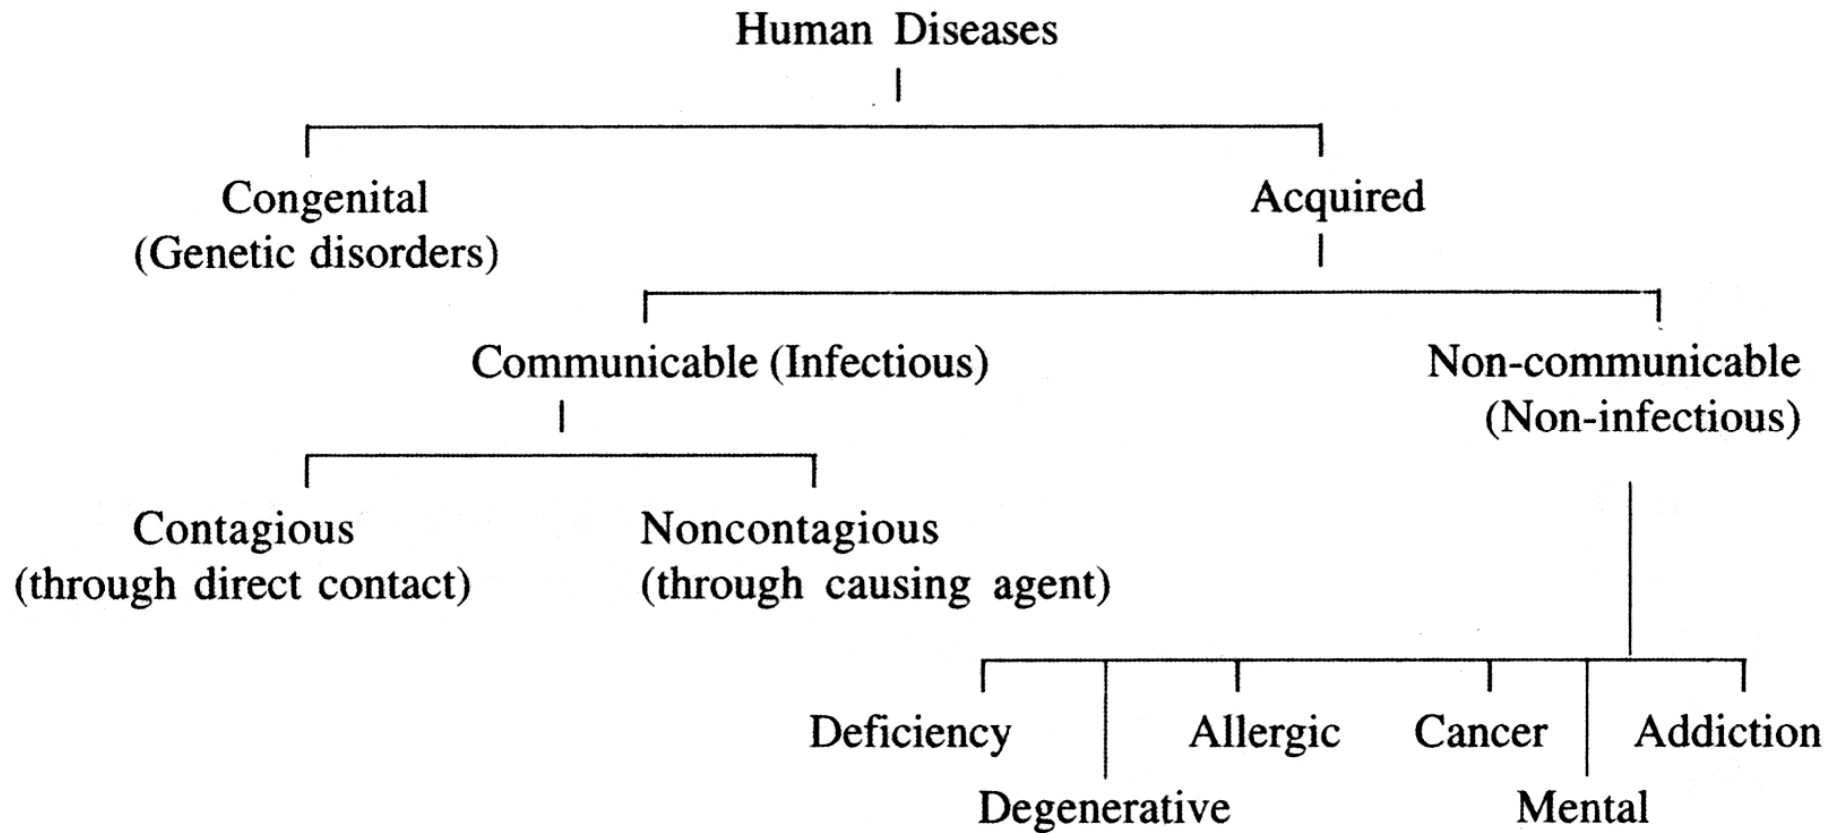 Human Diseases
Congenital
(Genetic disorders)
Acquired
Communicable (Infectious)
Non-communicable
(Non-infectious)
Contagious
(through direct contact)
Noncontagious
(through causing agent)
Deficiency
Allergic
Cancer
Addiction
Degenerative
Mental